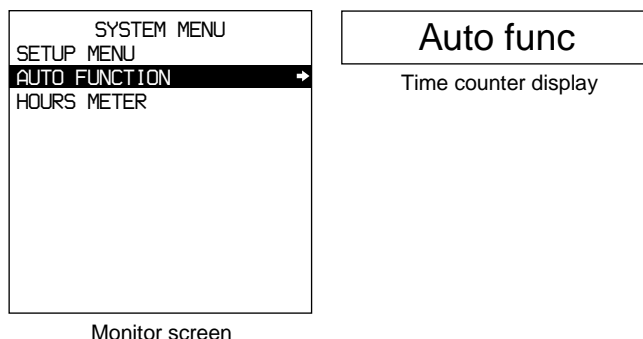 SYSTEM MENU
SETUP MENU
AUTO FUNCTION
HOURS METER
Monitor screen
Auto func
Time counter display